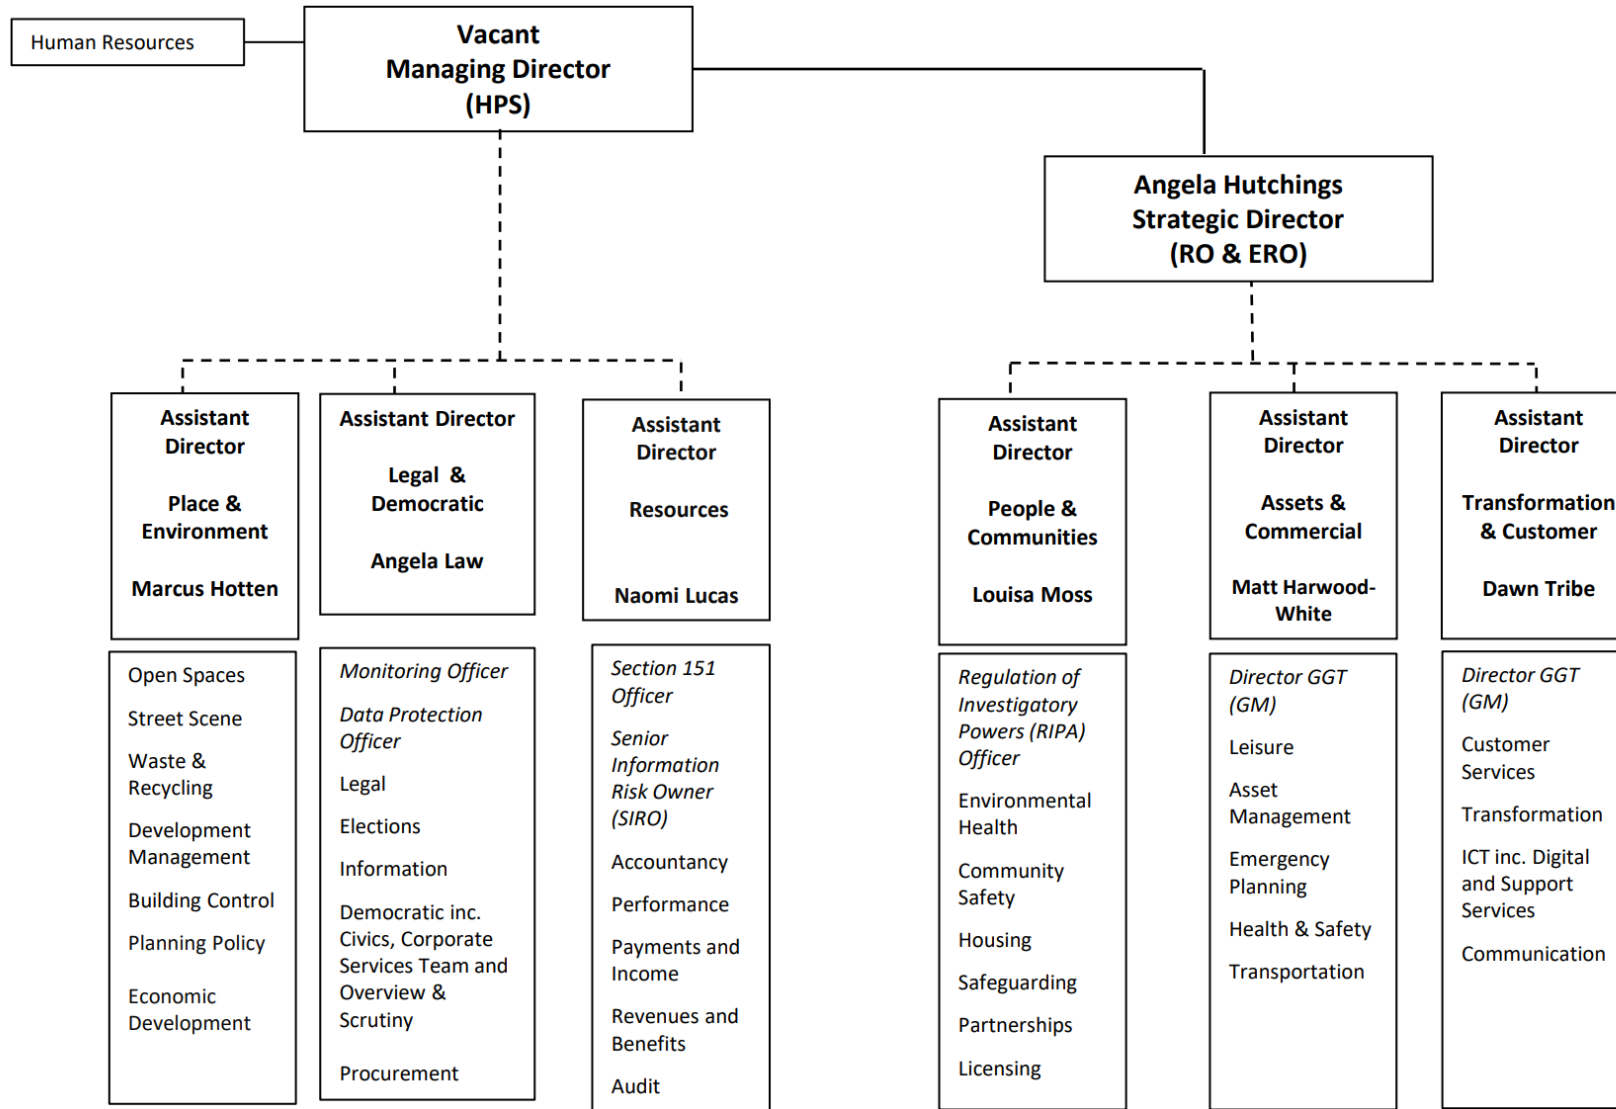 Human Resources
Vacant
Managing Director
(HPS)
Angela Hutchings
Strategic Director
(RO & ERO)
Assistant
Director
Place &
Environment
Marcus Hotten
Assistant Director
Legal &
Democratic
Angela Law
Assistant
Director
Resources
Naomi Lucas
Assistant
Director
People &
Communities
Louisa Moss
Assistant
Director
Assets &
Commercial
Matt Harwood-
White
Assistant
Director
Transformation
& Customer
Dawn Tribe
Open Spaces
Street Scene
Waste &
Recycling
Development
Management
Building Control
Planning Policy
Economic
Development
Monitoring Officer
Data Protection
Officer
Legal
Elections
Information
Democratic inc.
Civics, Corporate
Services Team and
Overview &
Scrutiny
Procurement
Section 151
Officer
Senior
Information
Risk Owner
(SIRO)
Accountancy
Performance
Payments and
Income
Revenues and
Benefits
Audit
Regulation of
Investigatory
Powers (RIPA)
Officer
Environmental
Health
Community
Safety
Housing
Safeguarding
Partnerships
Licensing
Director GGT
(GM)
Leisure
Asset
Management
Emergency
Planning
Health & Safety
Transportation
Director GGT
(GM)
Customer
Services
Transformation
ICT inc. Digital
and Support
Services
Communication